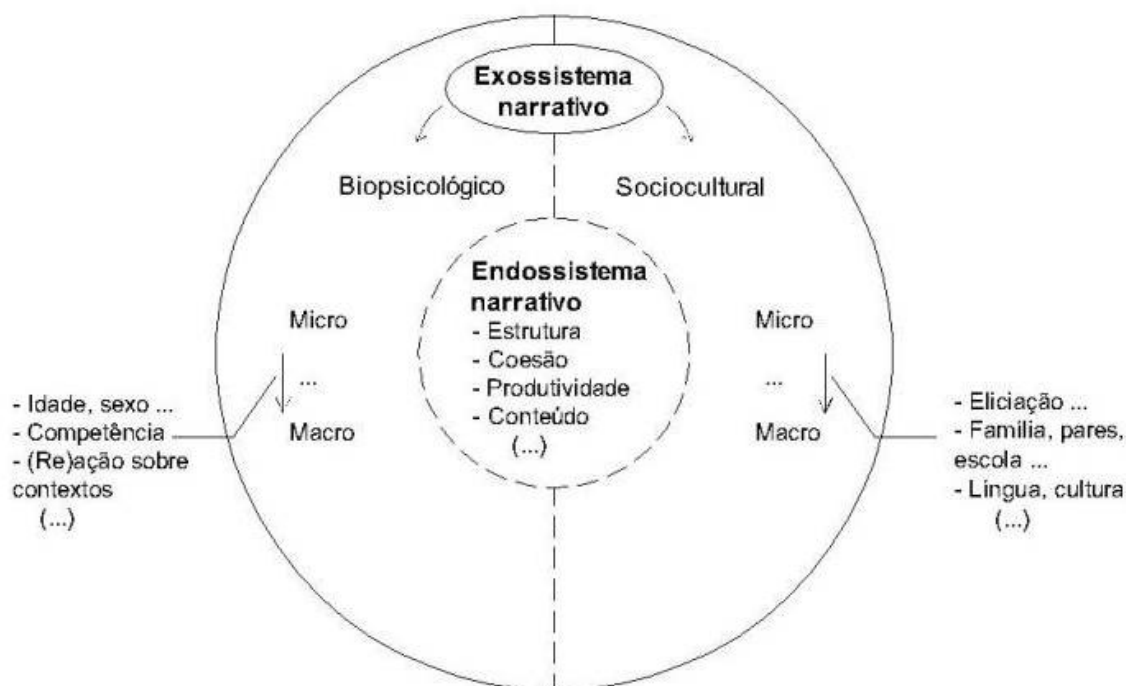 Exossistema
narrativo
Biopsicológico
Sociocultural
Endossistema
narrativo
- Estrutura
- Coesão
- Produtividade
- Conteúdo
(...)
Micro
...
Macro
- Idade, sexo ...
- Competência
- (Re)ação sobre
contextos
(...)
Micro
...
Macro
- Eliciação ...
- Família, pares,
escola ...
- Língua, cultura
(...)